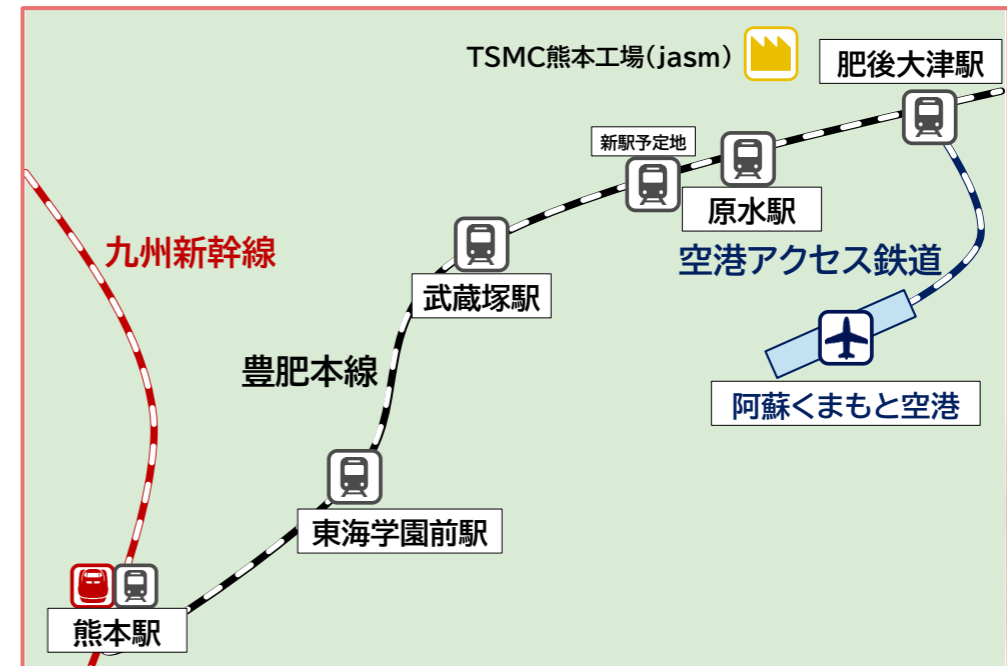 TSMC熊本工場(jasm)
肥後大津駅
新駅予定地
原水駅
九州新幹線
空港アクセス鉄道
武蔵塚駅
豊肥本線
阿蘇くまもと空港
東海学園前駅
熊本駅